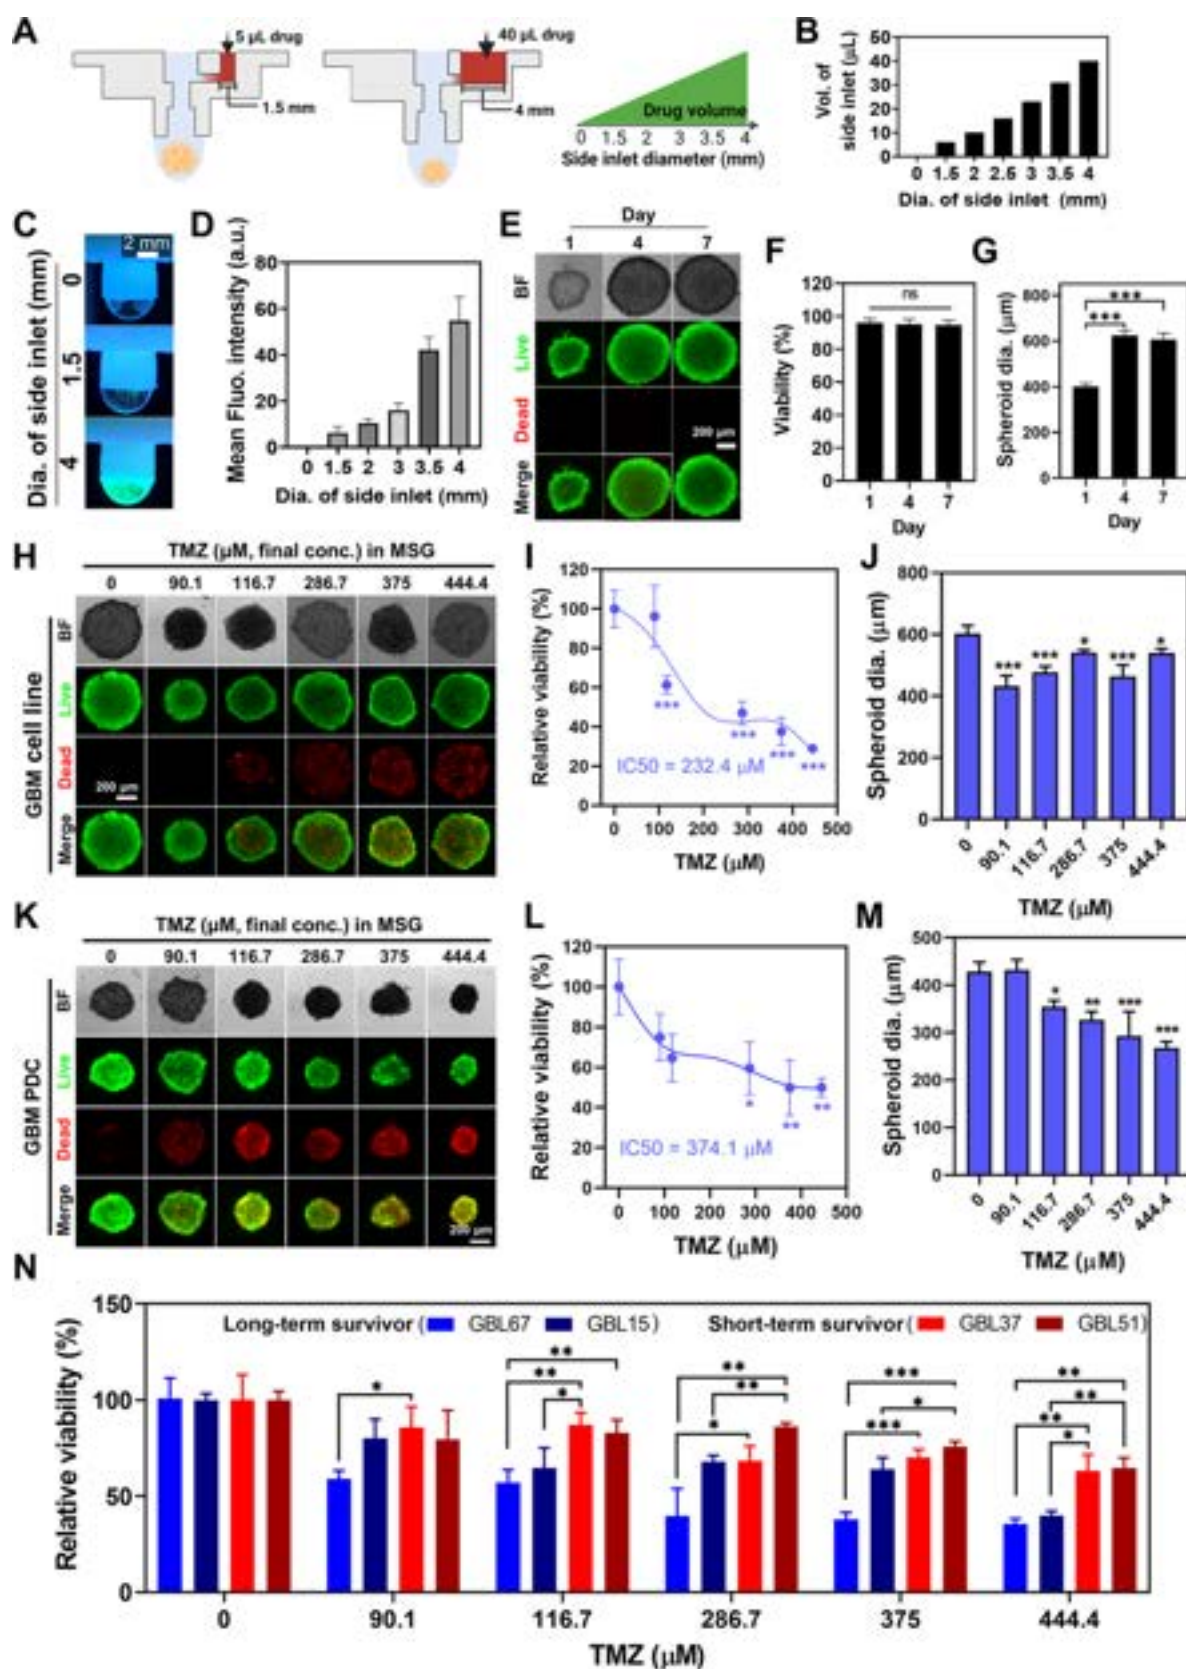 A
5 µL drug
40 µL drug
1.5 mm
4 mm
Drug volume
0 1.5 2 3 3.5 4
Side inlet diameter (mm)
B
Vol. of
side inlet (µL)
50
40
30
20
10
0
0 1.5 2 2.5 3 3.5 4
Dia. of side inlet (mm)
C
Dia. of side inlet (mm)
2 mm
0
1.5
4
D
Mean Fluo. intensity (a.u.)
80
60
40
20
0
0 1.5 2 3 3.5 4
Dia. of side inlet (mm)
E
Day
1 4 7
BF
Live
Dead
Merge
200 µm
F
Viability (%)
120
100
80
60
40
20
0
ns
1 4 7
Day
G
Spheroid dia. (µm)
800
600
400
200
0
***
***
1 4 7
Day
H
TMZ (µM, final conc.) in MSG
0 90.1 116.7 286.7 375 444.4
GBM cell line
BF
Live
Dead
Merge
200 µm
I
Relative viability (%)
120
100
80
60
40
20
0
***
***
***
***
IC50 = 232.4 µM
0 100 200 300 400 500
TMZ (µM)
J
Spheroid dia. (µm)
800
600
400
200
0
*** *** * *** *
0 90.1 116.7 286.7 375 444.4
TMZ (µM)
K
TMZ (µM, final conc.) in MSG
0 90.1 116.7 286.7 375 444.4
GBM PDC
BF
Live
Dead
Merge
200 µm
L
Relative viability (%)
120
100
80
60
40
20
0
*
**
**
IC50 = 374.1 µM
0 100 200 300 400 500
TMZ (µM)
M
Spheroid dia. (µm)
500
400
300
200
100
0
* ** *** ***
0 90.1 116.7 286.7 375 444.4
TMZ (µM)
N
Relative viability (%)
150
100
50
0
Long-term survivor ( GBL67 GBL15) Short-term survivor ( GBL37 GBL51)
*
**
**
*
**
**
*
***
*
***
**
**
**
*
0 90.1 116.7 286.7 375 444.4
TMZ (µM)